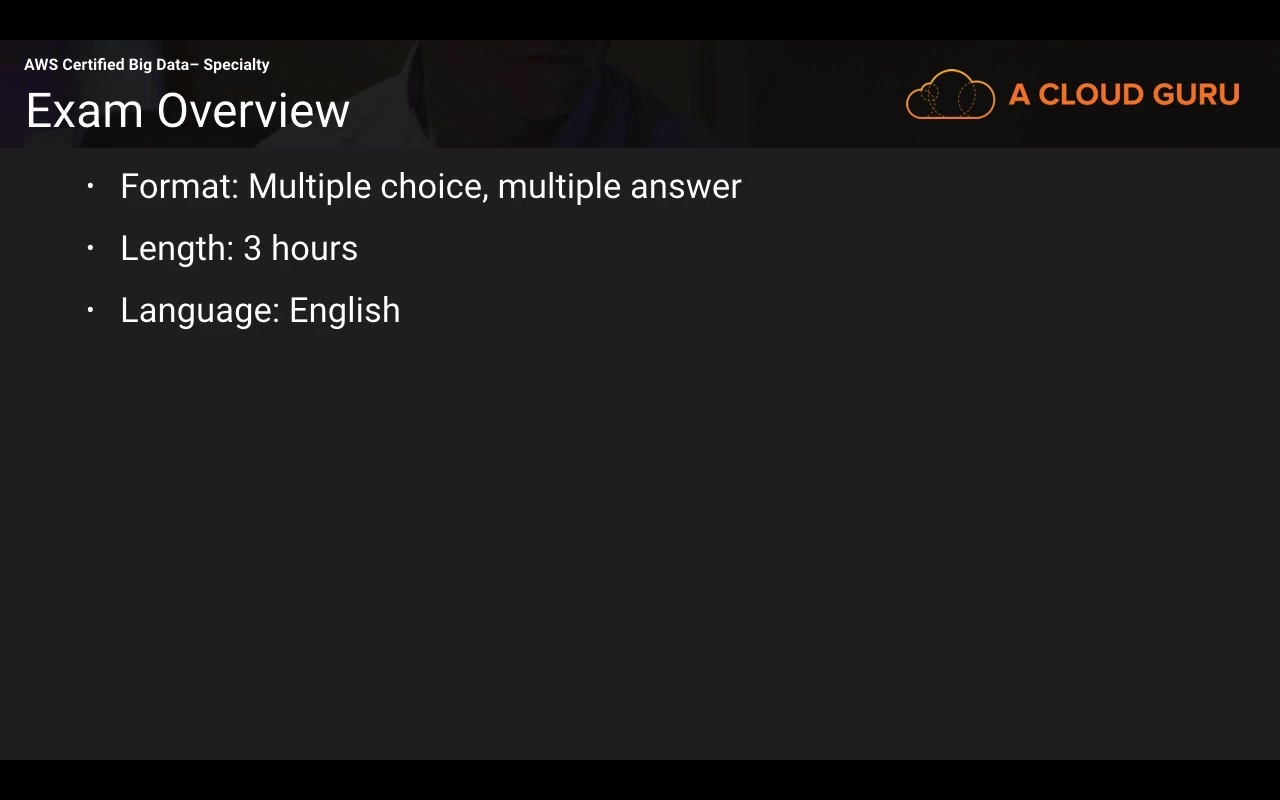 AWS Certified Big Data– Specialty
Exam Overview
A CLOUD GURU
• Format: Multiple choice, multiple answer
• Length: 3 hours
• Language: English